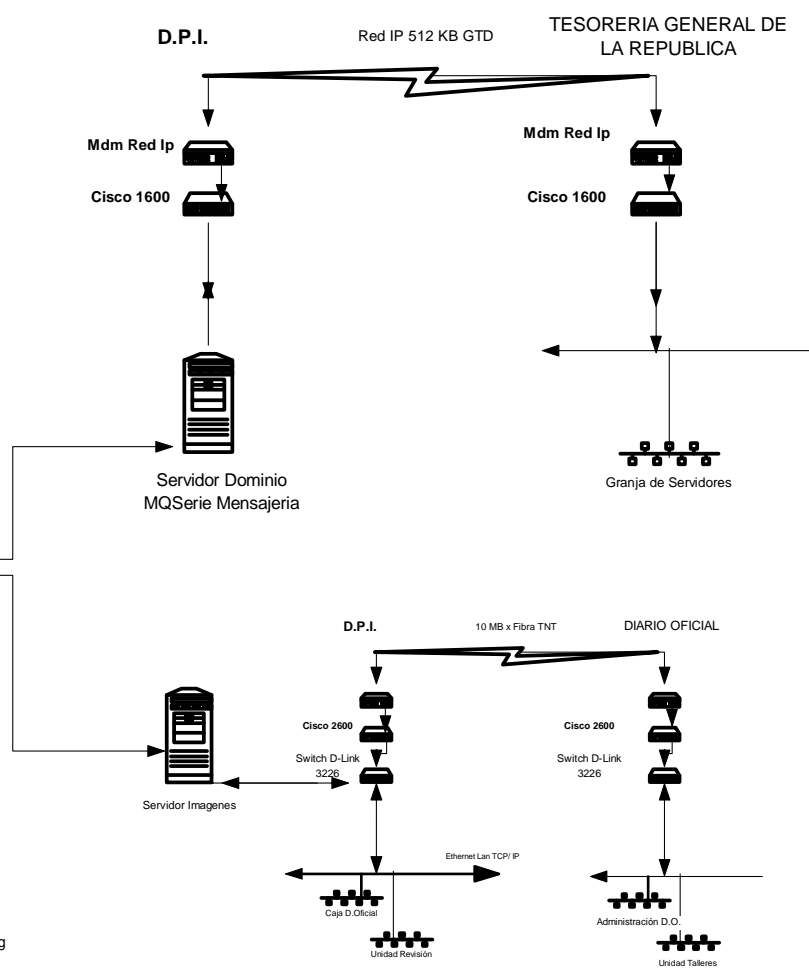 D.P.I.
Red IP 512 KB GTD
TESORERIA GENERAL DE
LA REPUBLICA
Mdm Red Ip
Mdm Red Ip
Cisco 1600
Cisco 1600
Servidor Dominio
MQSerie Mensajeria
Granja de Servidores
D.P.I.
10 MB x Fibra TNT
DIARIO OFICIAL
Cisco 2600
Cisco 2600
Switch D-Link
3226
Switch D-Link
3226
Servidor Imagenes
Ethernet Lan TCP/ IP
Caja D.Oficial
Administración D.O.
Unidad Revisión
Unidad Talleres
g